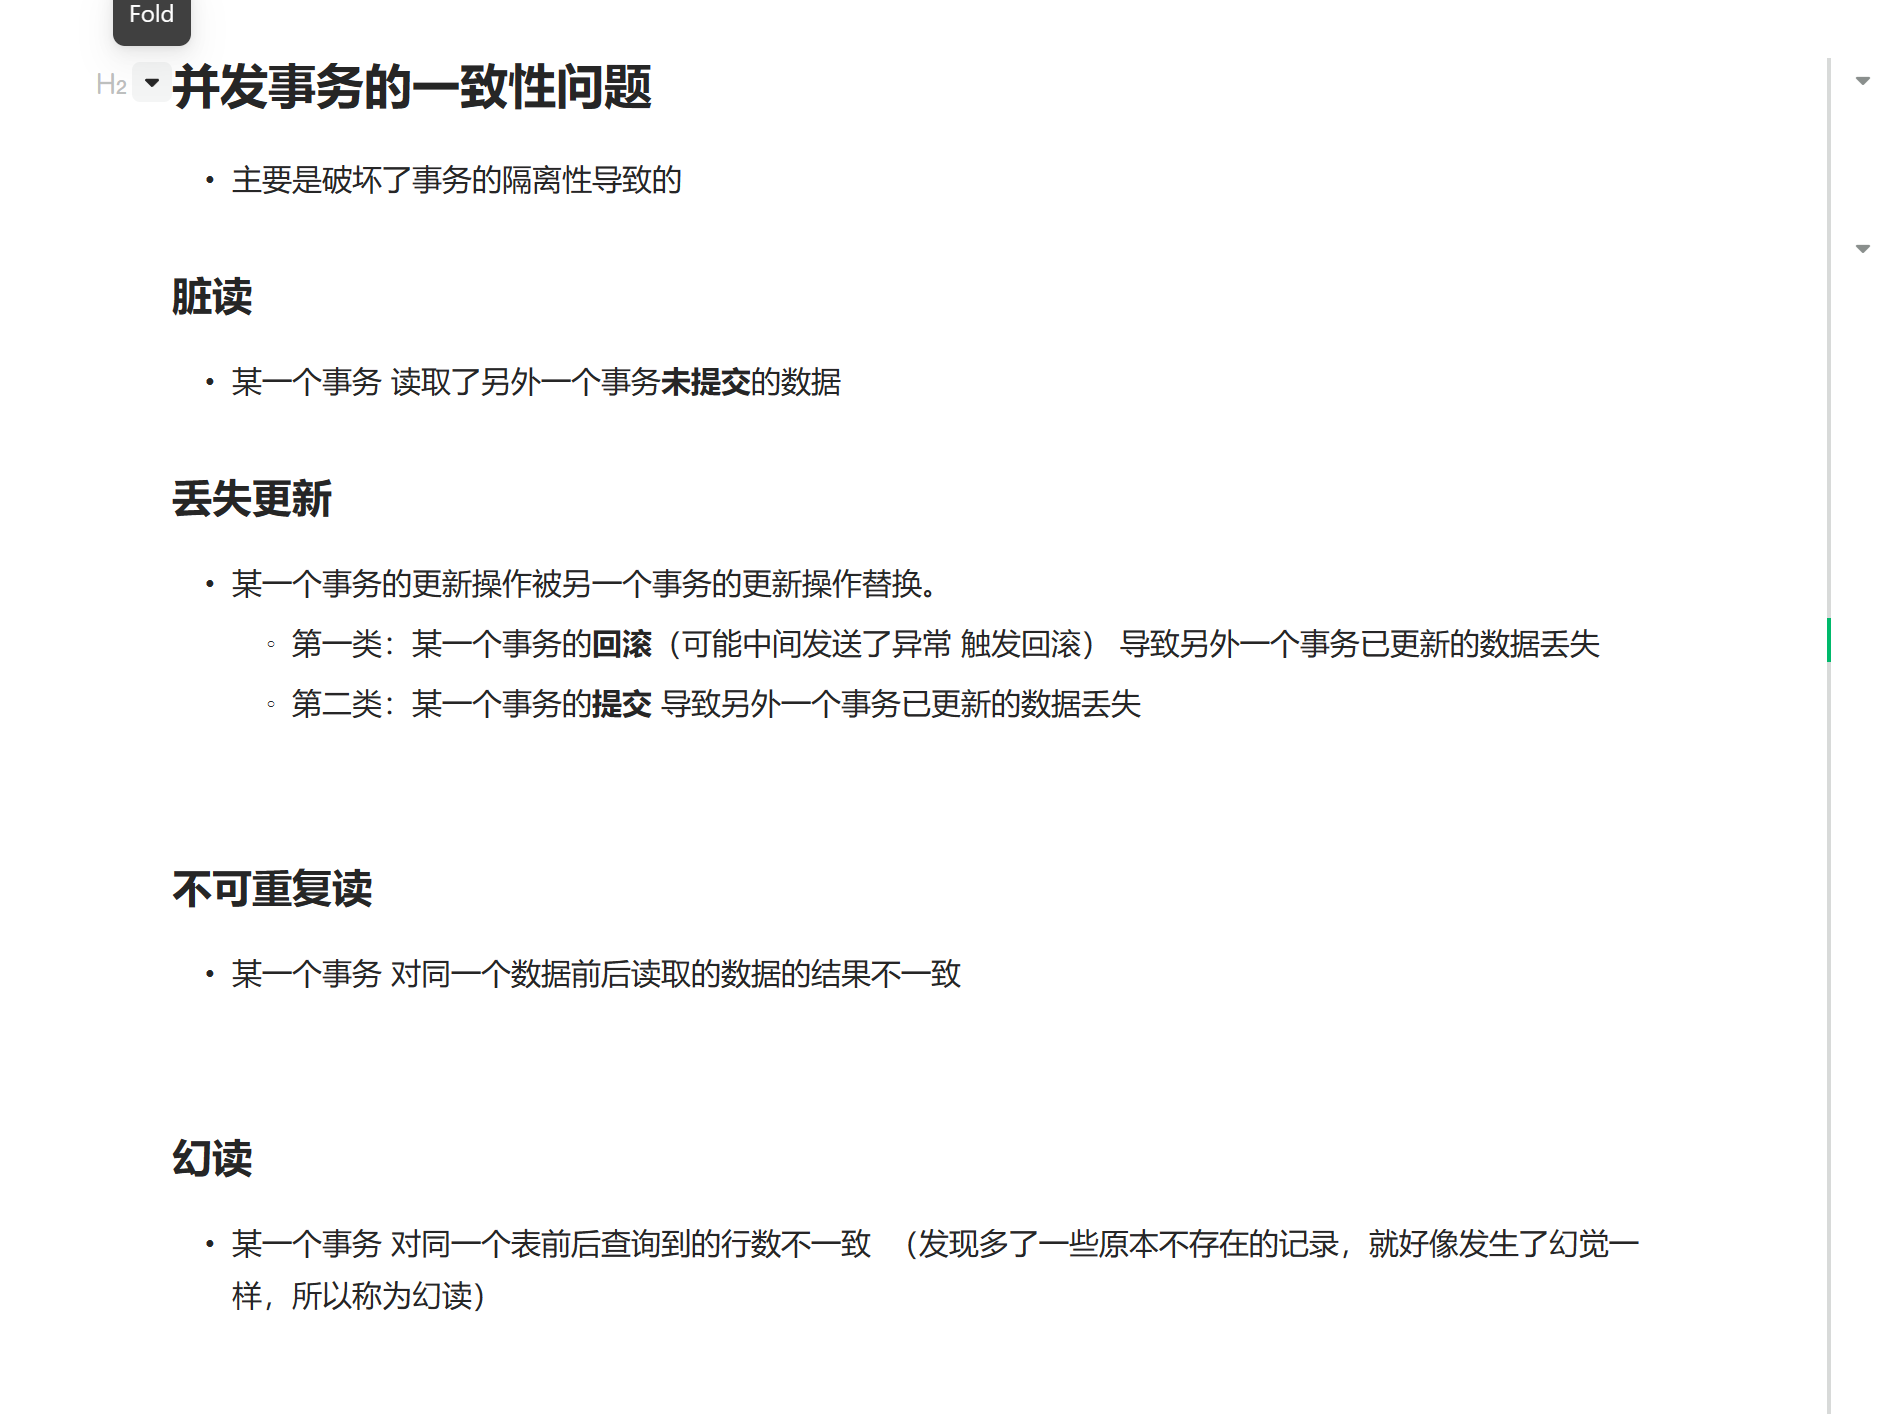 Fold
H2
并发事务的一致性问题
• 主要是破坏了事务的隔离性导致的
脏读
• 某一个事务 读取了另外一个事务未提交的数据
丢失更新
• 某一个事务的更新操作被另一个事务的更新操作替换。
◦ 第一类：某一个事务的回滚（可能中间发送了异常 触发回滚） 导致另外一个事务已更新的数据丢失
◦ 第二类：某一个事务的提交 导致另外一个事务已更新的数据丢失
不可重复读
• 某一个事务 对同一个数据前后读取的数据的结果不一致
幻读
• 某一个事务 对同一个表前后查询到的行数不一致 （发现多了一些原本不存在的记录，就好像发生了幻觉一
样，所以称为幻读）